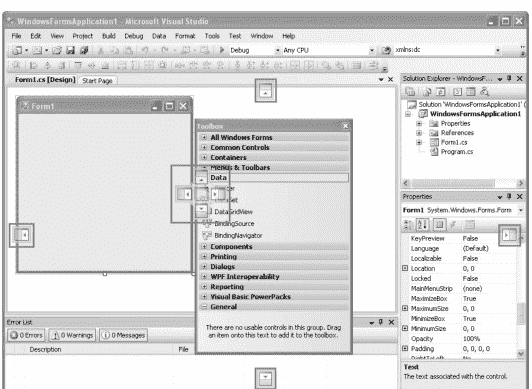 WindowsFormsApplication1 - Microsoft Visual Studio
File Edit View Project Build Debug Data Format Tools Test Window Help
Debug Any CPU xmlns:dc
Form1.cs [Design] Start Page
Form1
Toolbox
All Windows Forms
Common Controls
Containers
Menus & Toolbars
Data
DataGridView
BindingSource
BindingNavigator
Components
Printing
Dialogs
WPF Interoperability
Reporting
Visual Basic PowerPacks
General
There are no usable controls in this group. Drag
an item onto this text to add it to the toolbox.
Solution Explorer - WindowsF...
Solution 'WindowsFormsApplication1' (
WindowsFormsApplication1
Properties
References
Form1.cs
Program.cs
Properties
Form1 System.Windows.Forms.Form
KeyPreview False
Language (Default)
Localizable False
Location 0, 0
Locked False
MainMenuStrip (none)
MaximizeBox True
MaximumSize 0, 0
MinimizeBox True
MinimumSize 0, 0
Opacity 100%
Padding 0, 0, 0, 0
RightToLeft No
Text
The text associated with the control.
Error List
0 Errors 0 Warnings 0 Messages
Description File